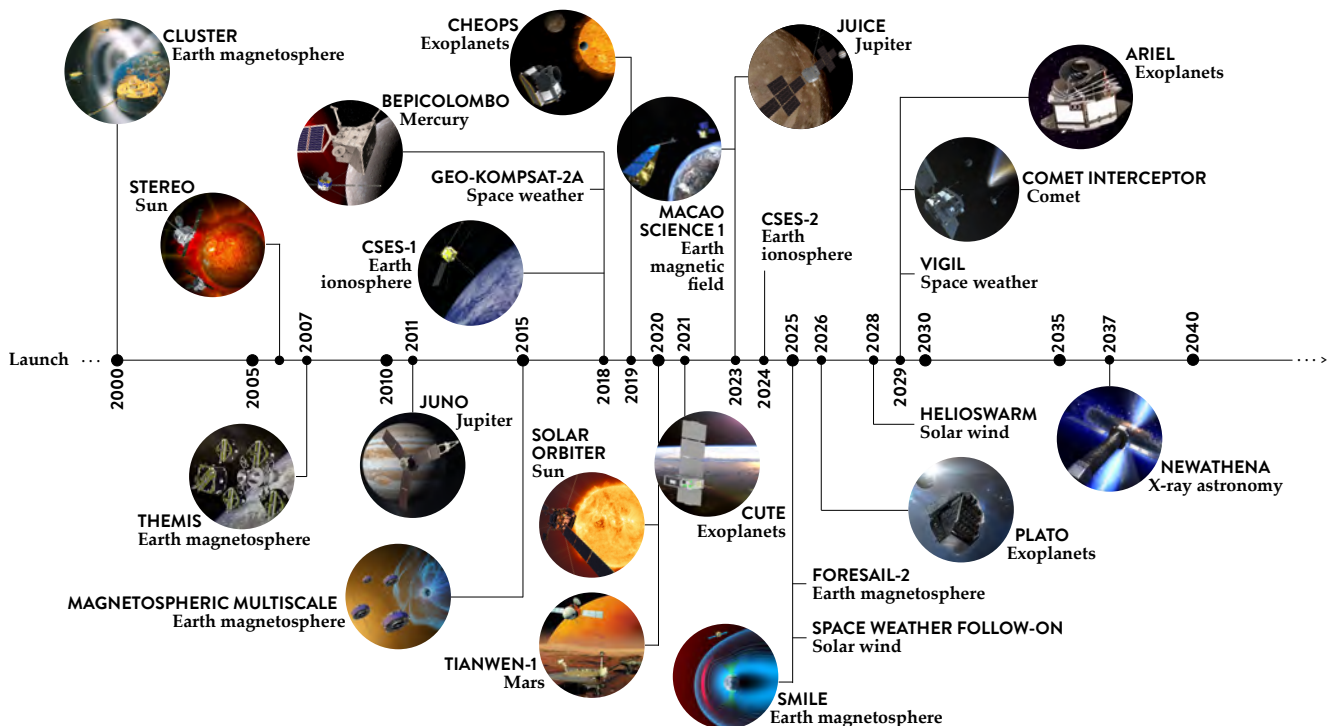 CLUSTER
Earth magnetosphere
STEREO
Sun
BEPICOLOMBO
Mercury
CHEOPS
Exoplanets
GEO-KOMPSAT-2A
Space weather
CSES-1
Earth
ionosphere
MACAO
SCIENCE 1
Earth
magnetic
field
JUICE
Jupiter
CSES-2
Earth
ionosphere
ARIEL
Exoplanets
COMET INTERCEPTOR
Comet
VIGIL
Space weather
Launch ···
2000
2005
2007
2010
2011
2015
2018
2019
2020
2021
2023
2024
2025
2026
2028
2029
2030
2035
2037
2040
THEMIS
Earth magnetosphere
JUNO
Jupiter
MAGNETOSPHERIC MULTISCALE
Earth magnetosphere
SOLAR
ORBITER
Sun
TIANWEN-1
Mars
CUTE
Exoplanets
SMILE
Earth magnetosphere
FORESAIL-2
Earth magnetosphere
SPACE WEATHER FOLLOW-ON
Solar wind
HELIOSWARM
Solar wind
PLATO
Exoplanets
NEWATHENA
X-ray astronomy